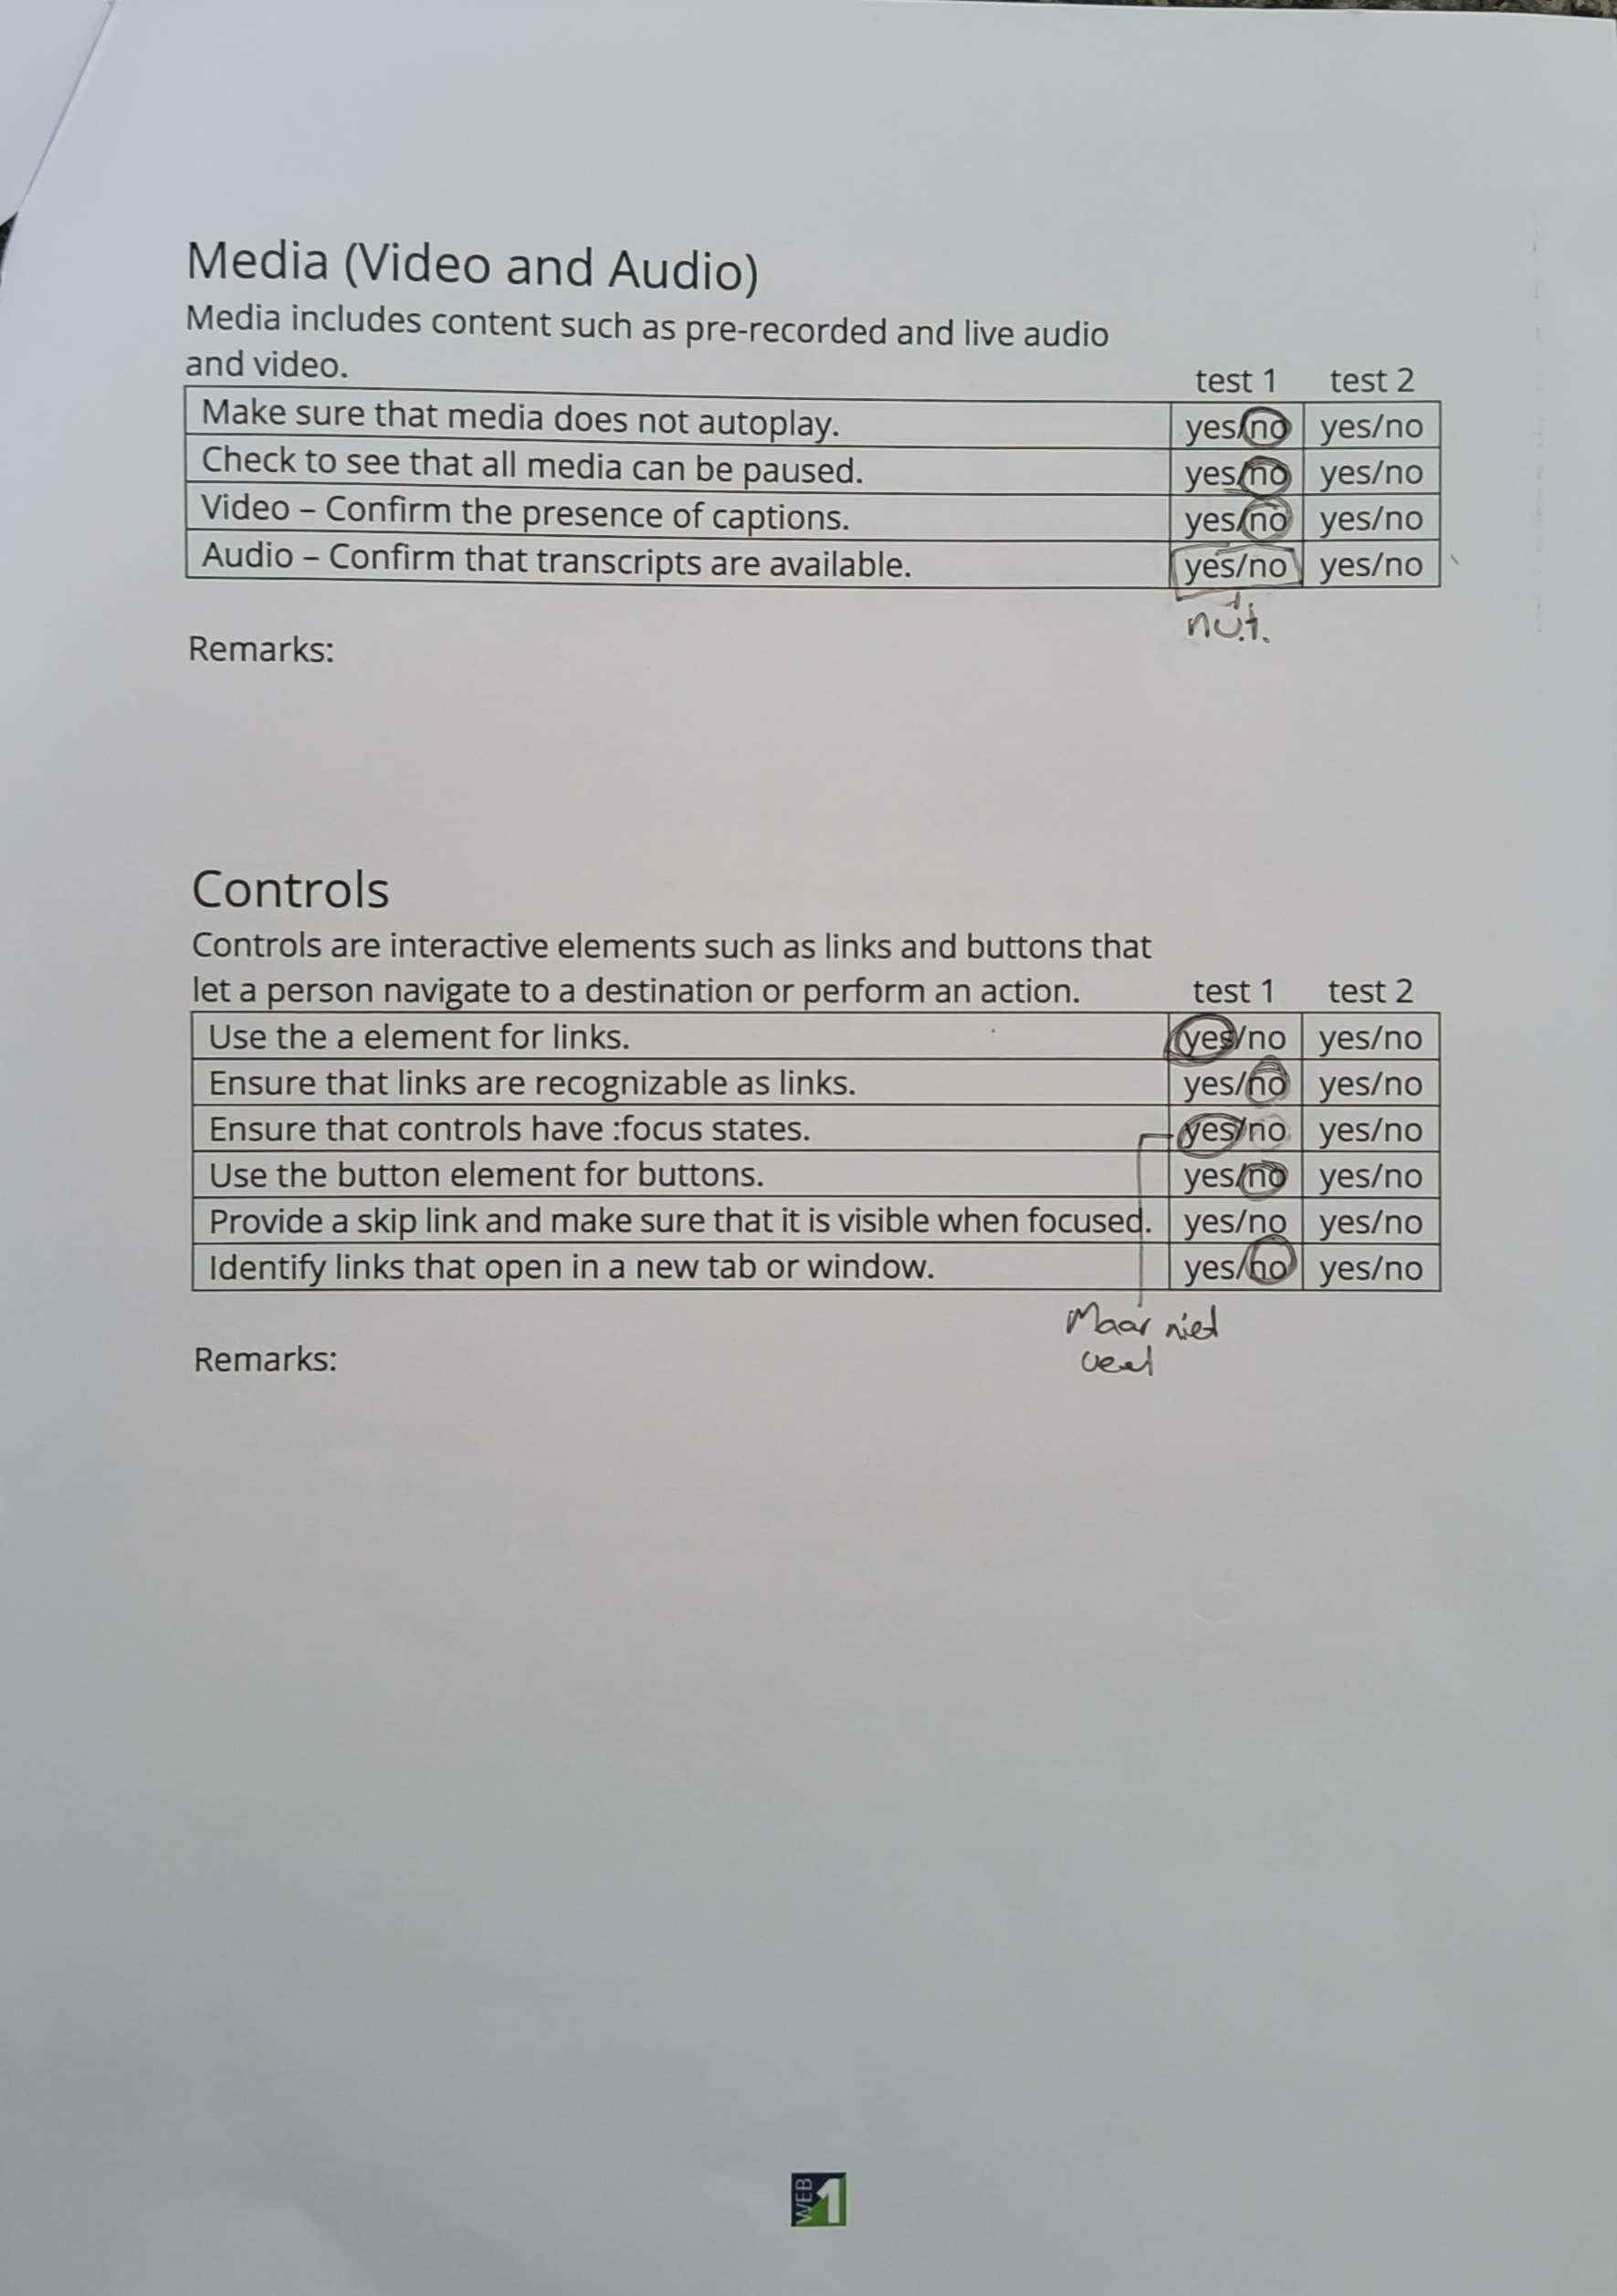 Media (Video and Audio)
Media includes content such as pre-recorded and live audio
and video. test 1 test 2
Make sure that media does not autoplay. yes/no yes/no
Check to see that all media can be paused. yes/no yes/no
Video – Confirm the presence of captions. yes/no yes/no
Audio – Confirm that transcripts are available. yes/no yes/no
Remarks:
Controls
Controls are interactive elements such as links and buttons that
let a person navigate to a destination or perform an action. test 1 test 2
Use the a element for links. yes/no yes/no
Ensure that links are recognizable as links. yes/no yes/no
Ensure that controls have :focus states. yes/no yes/no
Use the button element for buttons. yes/no yes/no
Provide a skip link and make sure that it is visible when focused. yes/no yes/no
Identify links that open in a new tab or window. yes/no yes/no
Maar niet
veel
Remarks:
WEB 1